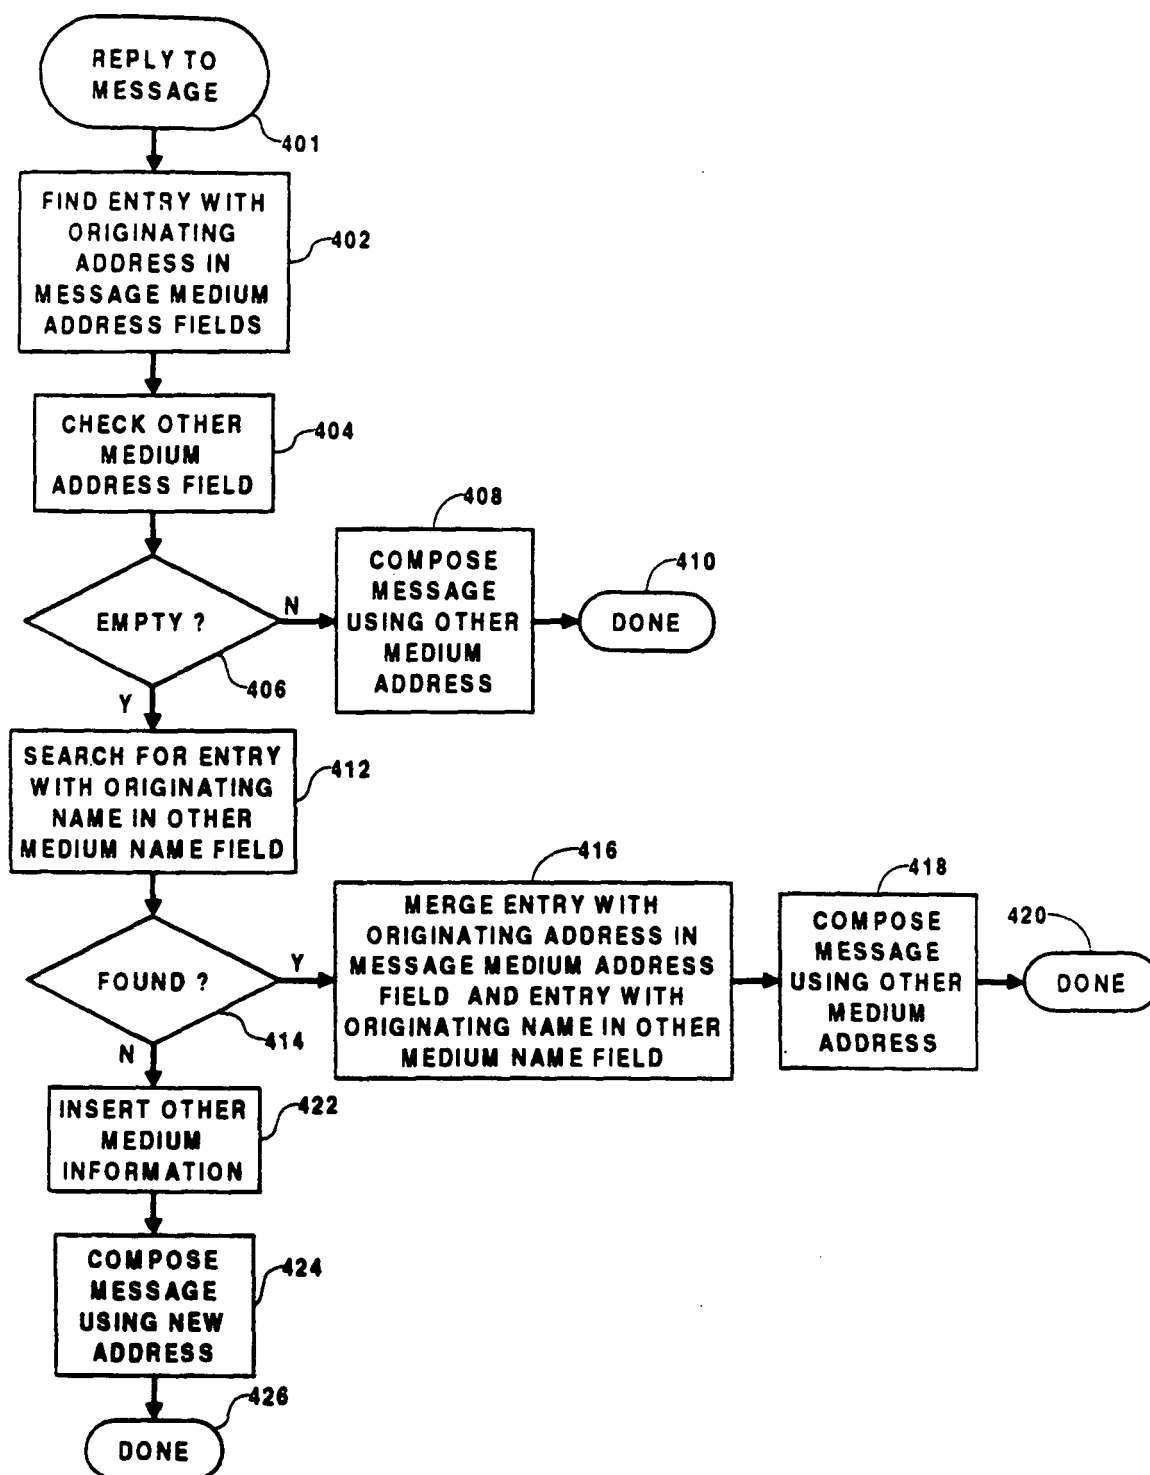 REPLY TO
MESSAGE
401
FIND ENTRY WITH
ORIGINATING
ADDRESS IN
MESSAGE MEDIUM
ADDRESS FIELDS
402
CHECK OTHER
MEDIUM
ADDRESS FIELD
404
EMPTY ?
406
N
Y
COMPOSE
MESSAGE
USING OTHER
MEDIUM
ADDRESS
408
DONE
410
SEARCH FOR ENTRY
WITH ORIGINATING
NAME IN OTHER
MEDIUM NAME FIELD
412
FOUND ?
414
Y
N
MERGE ENTRY WITH
ORIGINATING ADDRESS IN
MESSAGE MEDIUM ADDRESS
FIELD AND ENTRY WITH
ORIGINATING NAME IN OTHER
MEDIUM NAME FIELD
416
COMPOSE
MESSAGE
USING OTHER
MEDIUM
ADDRESS
418
DONE
420
INSERT OTHER
MEDIUM
INFORMATION
422
COMPOSE
MESSAGE
USING NEW
ADDRESS
424
DONE
426